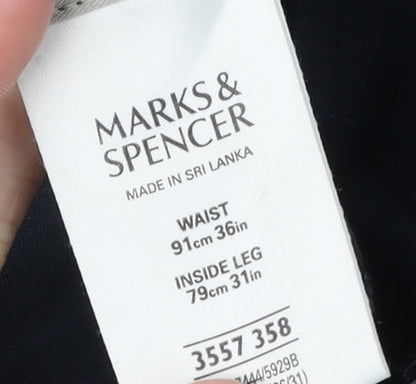 MARKS &
SPENCER
MADE IN SRI LANKA
WAIST
91cm 36in
INSIDE LEG
79cm 31in
3557 358